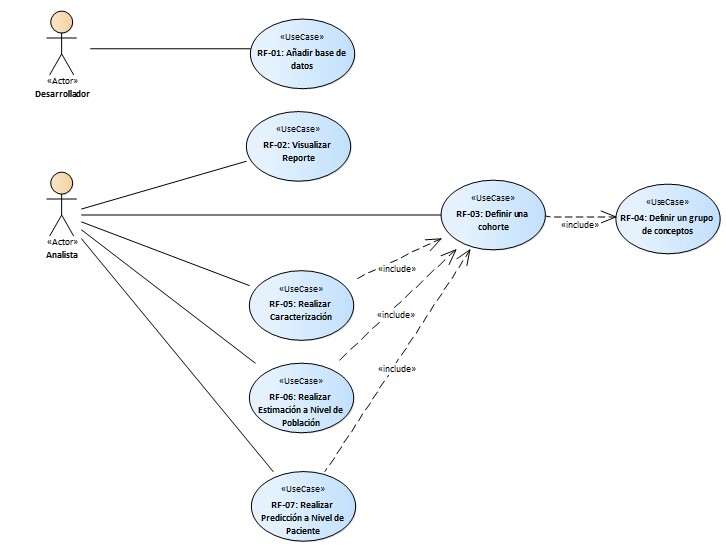 «UseCase»
RF-01: Añadir base de
datos
«Actor»
Desarrollador
«UseCase»
RF-02: Visualizar
Reporte
«Actor»
Analista
«UseCase»
RF-03: Definir una
cohorte
«include»
«UseCase»
RF-04: Definir un grupo
de conceptos
«UseCase»
RF-05: Realizar
Caracterización
«include»
«include»
«UseCase»
RF-06: Realizar
Estimación a Nivel de
Población
«include»
«UseCase»
RF-07: Realizar
Predicción a Nivel de
Paciente